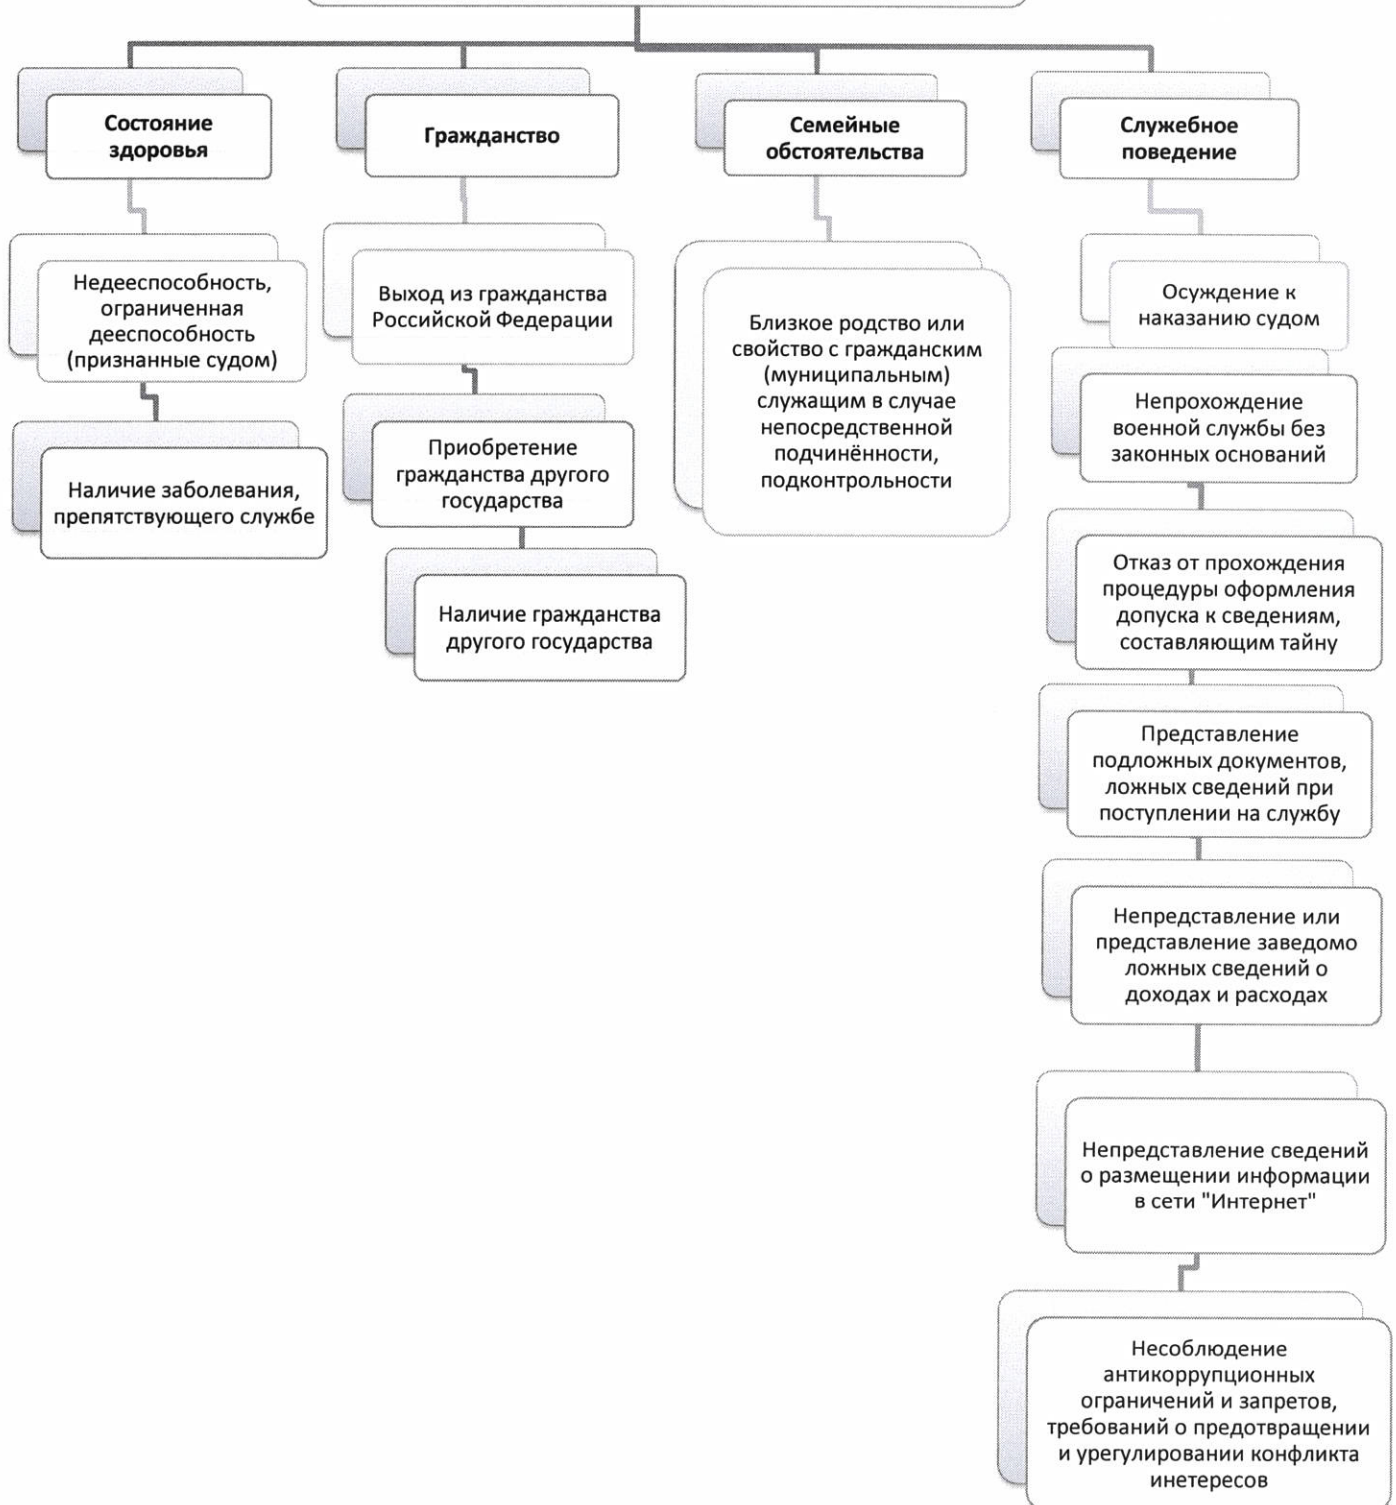 Состояние
здоровья
Недееспособность,
ограниченная
дееспособность
(признанные судом)
Наличие заболевания,
препятствующего службе
Гражданство
Выход из гражданства
Российской Федерации
Приобретение
гражданства другого
государства
Наличие гражданства
другого государства
Семейные
обстоятельства
Близкое родство или
свойство с гражданским
(муниципальным)
служащим в случае
непосредственной
подчинённости,
подконтрольности
Служебное
поведение
Осуждение к
наказанию судом
Непрохождение
военной службы без
законных оснований
Отказ от прохождения
процедуры оформления
допуска к сведениям,
составляющим тайну
Представление
подложных документов,
ложных сведений при
поступлении на службу
Непредставление или
представление заведомо
ложных сведений о
доходах и расходах
Непредставление сведений
о размещении информации
в сети "Интернет"
Несоблюдение
антикоррупционных
ограничений и запретов,
требований о предотвращении
и урегулировании конфликта
инетересов